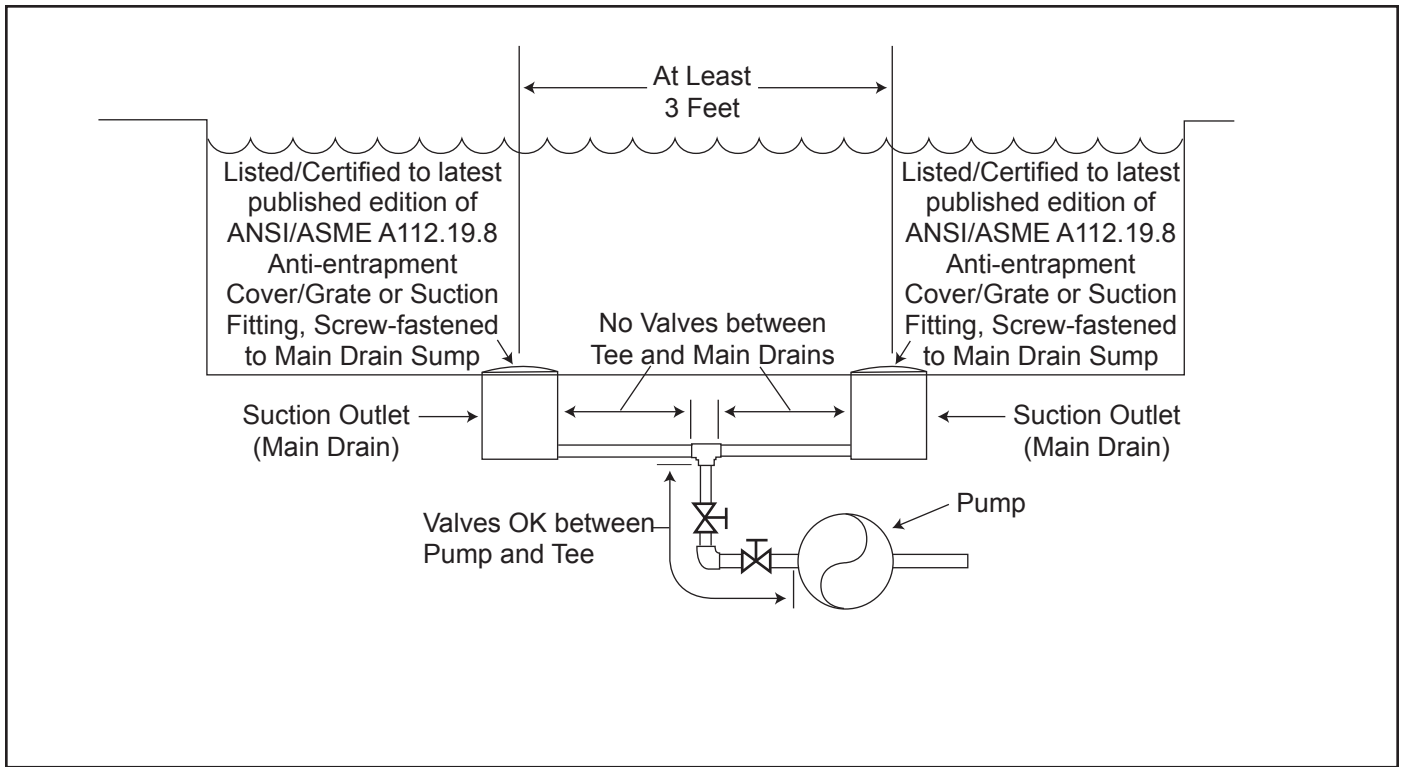 At Least
3 Feet
Listed/Certified to latest
published edition of
ANSI/ASME A112.19.8
Anti-entrapment
Cover/Grate or Suction
Fitting, Screw-fastened
to Main Drain Sump
Listed/Certified to latest
published edition of
ANSI/ASME A112.19.8
Anti-entrapment
Cover/Grate or Suction
Fitting, Screw-fastened
to Main Drain Sump
No Valves between
Tee and Main Drains
Suction Outlet
(Main Drain)
Suction Outlet
(Main Drain)
Valves OK between
Pump and Tee
Pump